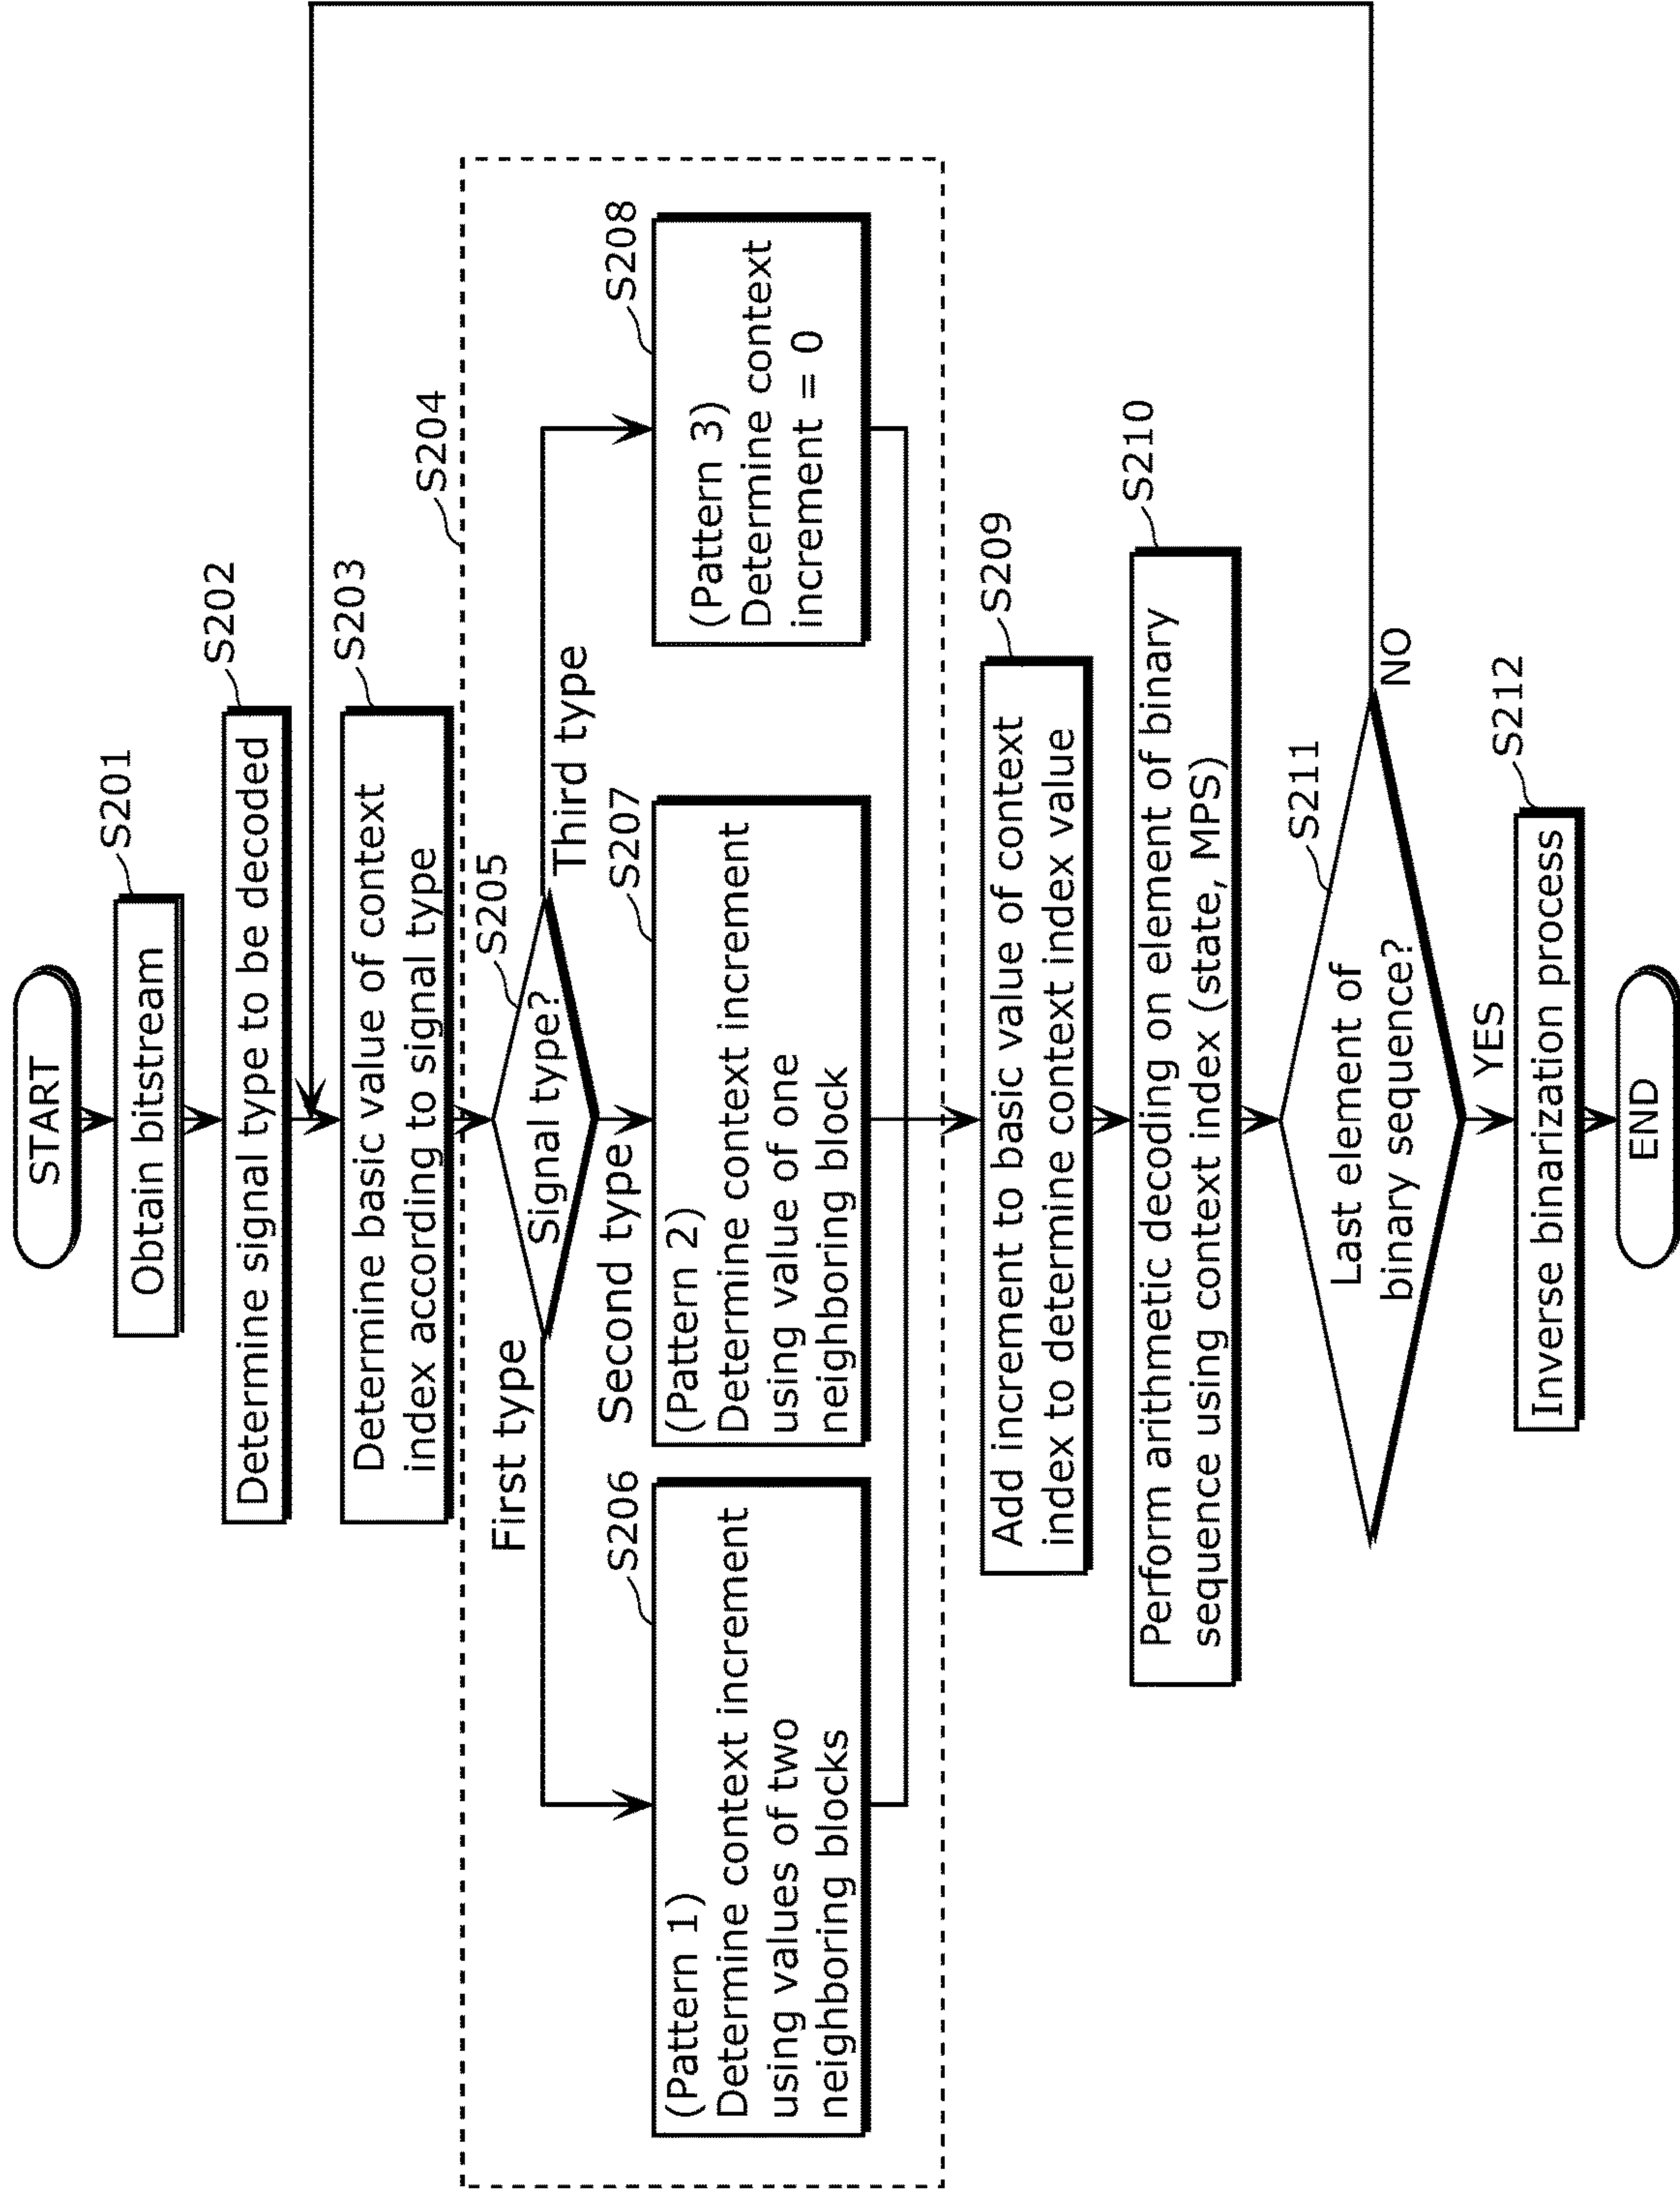 START
S201
Obtain bitstream
S202
Determine signal type to be decoded
S203
Determine basic value of context
index according to signal type
S204
S205
Signal type?
First type
Second type
Third type
S206
(Pattern 1)
Determine context increment
using values of two
neighboring blocks
S207
(Pattern 2)
Determine context increment
using value of one
neighboring block
S208
(Pattern 3)
Determine context
increment = 0
S209
Add increment to basic value of context
index to determine context index value
S210
Perform arithmetic decoding on element of binary
sequence using context index (state, MPS)
S211
Last element of
binary sequence?
NO
YES
S212
Inverse binarization process
END